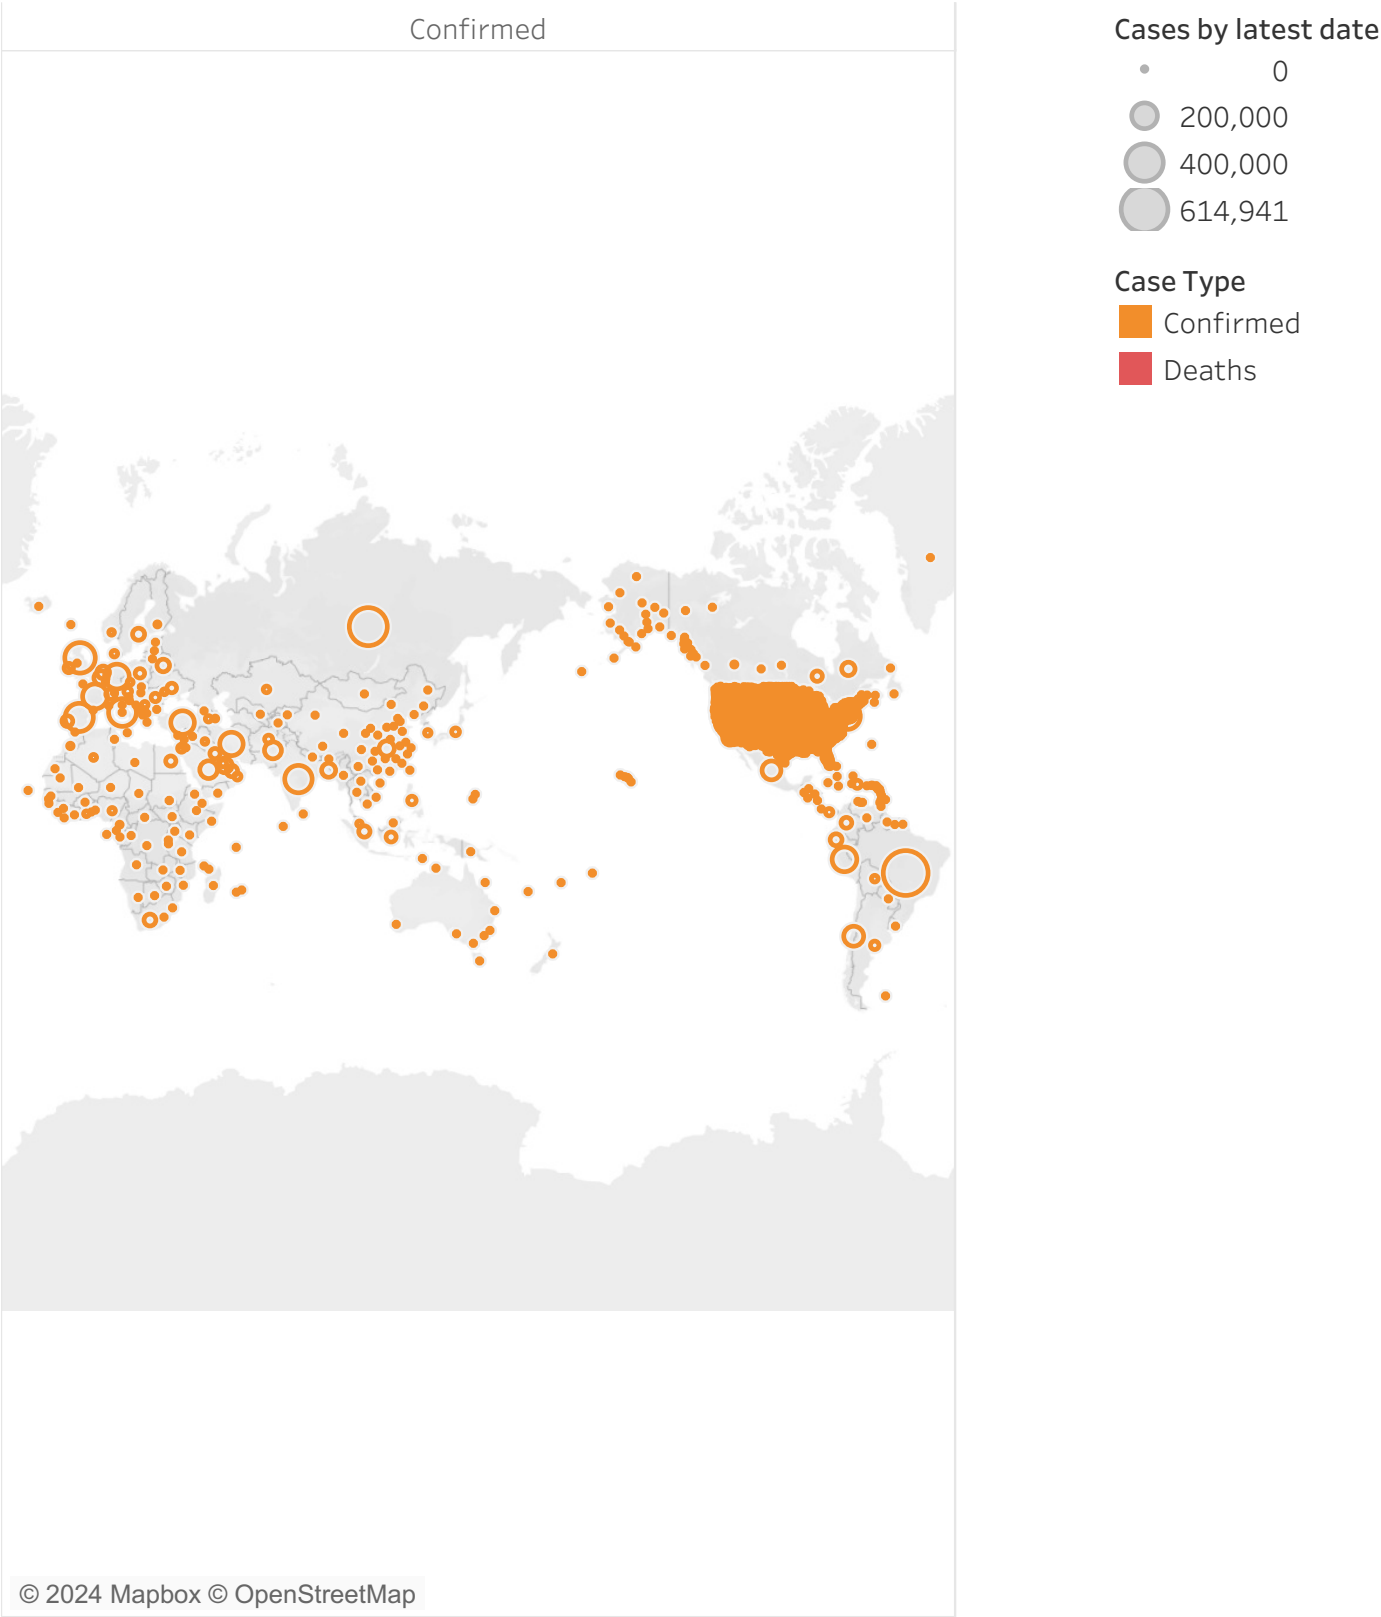 Confirmed
Cases by latest date
0
200,000
400,000
614,941
Case Type
Confirmed
Deaths
© 2024 Mapbox © OpenStreetMap